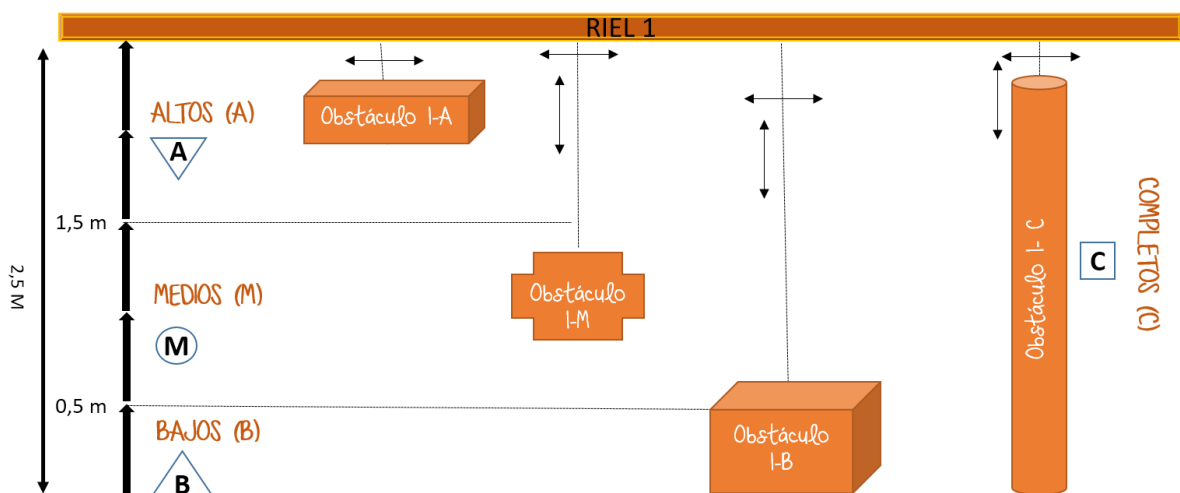 RIEL 1
ALTOS (A)
A
Obstáculo 1-A
1,5 m
2,5 M
MEDIOS (M)
M
Obstáculo
1-M
0,5 m
BAJOS (B)
B
Obstáculo
1-B
Obstáculo 1- C
C
COMPLETOS (C)